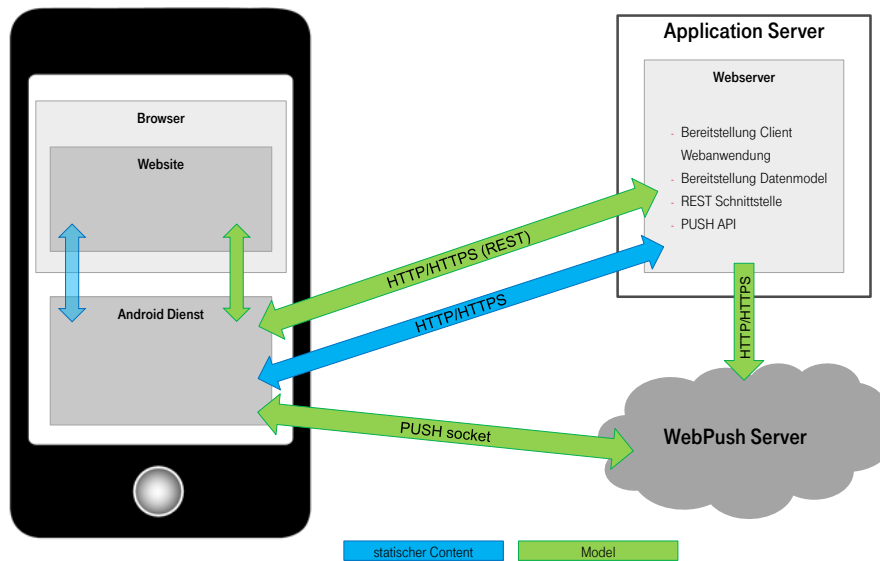 Application Server
Webserver
- Bereitstellung Client
Webanwendung
- Bereitstellung Datenmodel
- REST Schnittstelle
- PUSH API
Browser
Website
Android Dienst
HTTP/HTTPS (REST)
HTTP/HTTPS
HTTP/HTTPS
PUSH socket
WebPush Server
statischer Content
Model